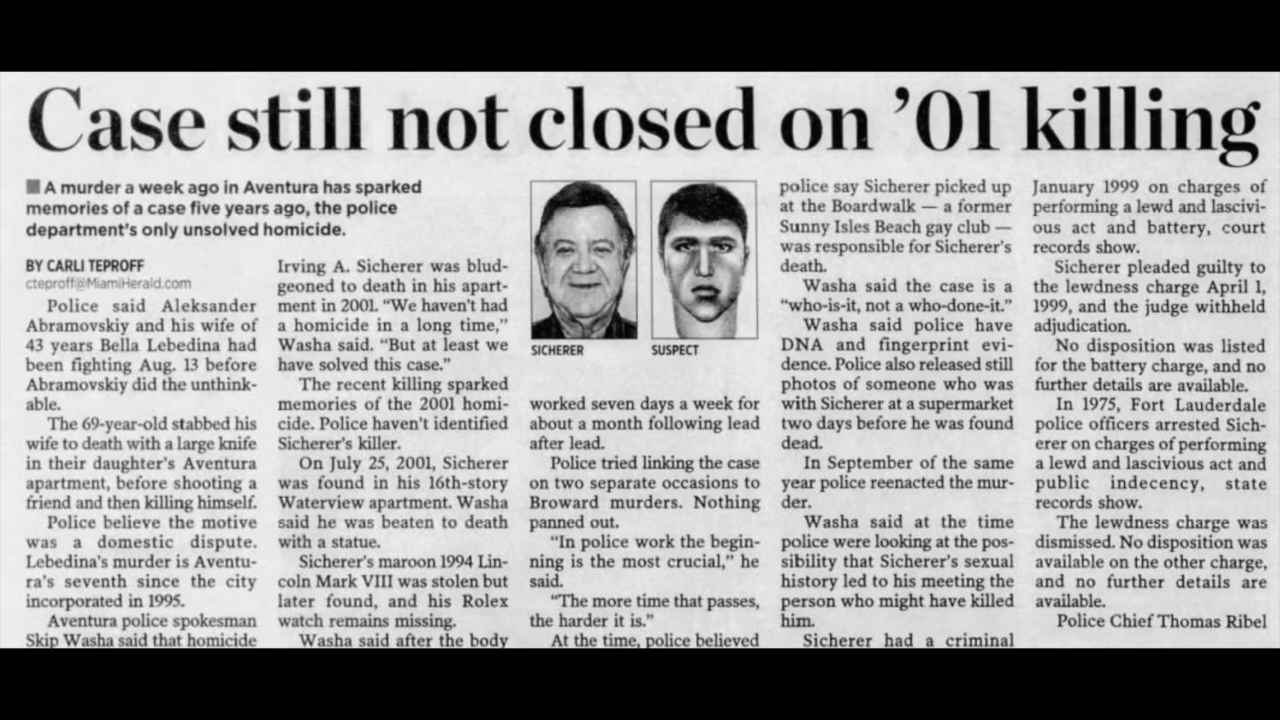 Case still not closed on ’01 killing
■ A murder a week ago in Aventura has sparked
memories of a case five years ago, the police
department’s only unsolved homicide.
BY CARLI TEPROFF
cteproff@MiamiHerald.com
Police said Aleksander
Abramovskiy and his wife of
43 years Bella Lebedina had
been fighting Aug. 13 before
Abramovskiy did the unthink-
able.
The 69-year-old stabbed his
wife to death with a large knife
in their daughter’s Aventura
apartment, before shooting a
friend and then killing himself.
Police believe the motive
was a domestic dispute.
Lebedina’s murder is Aventu-
ra’s seventh since the city
incorporated in 1995.
Aventura police spokesman
Skip Washa said that homicide
Irving A. Sicherer was blud-
geoned to death in his apart-
ment in 2001. “We haven’t had
a homicide in a long time,”
Washa said. “But at least we
have solved this case.”
The recent killing sparked
memories of the 2001 homi-
cide. Police haven’t identified
Sicherer’s killer.
On July 25, 2001, Sicherer
was found in his 16th-story
Waterview apartment. Washa
said he was beaten to death
with a statue.
Sicherer’s maroon 1994 Lin-
coln Mark VIII was stolen but
later found, and his Rolex
watch remains missing.
Washa said after the body
SICHERER
SUSPECT
worked seven days a week for
about a month following lead
after lead.
Police tried linking the case
on two separate occasions to
Broward murders. Nothing
panned out.
“In police work the begin-
ning is the most crucial,” he
said.
“The more time that passes,
the harder it is.”
At the time, police believed
police say Sicherer picked up
at the Boardwalk — a former
Sunny Isles Beach gay club —
was responsible for Sicherer’s
death.
Washa said the case is a
“who-is-it, not a who-done-it.”
Washa said police have
DNA and fingerprint evi-
dence. Police also released still
photos of someone who was
with Sicherer at a supermarket
two days before he was found
dead.
In September of the same
year police reenacted the mur-
der.
Washa said at the time
police were looking at the pos-
sibility that Sicherer’s sexual
history led to his meeting the
person who might have killed
him.
Sicherer had a criminal
January 1999 on charges of
performing a lewd and lascivi-
ous act and battery, court
records show.
Sicherer pleaded guilty to
the lewdness charge April 1,
1999, and the judge withheld
adjudication.
No disposition was listed
for the battery charge, and no
further details are available.
In 1975, Fort Lauderdale
police officers arrested Sich-
erer on charges of performing
a lewd and lascivious act and
public indecency, state
records show.
The lewdness charge was
dismissed. No disposition was
available on the other charge,
and no further details are
available.
Police Chief Thomas Ribel